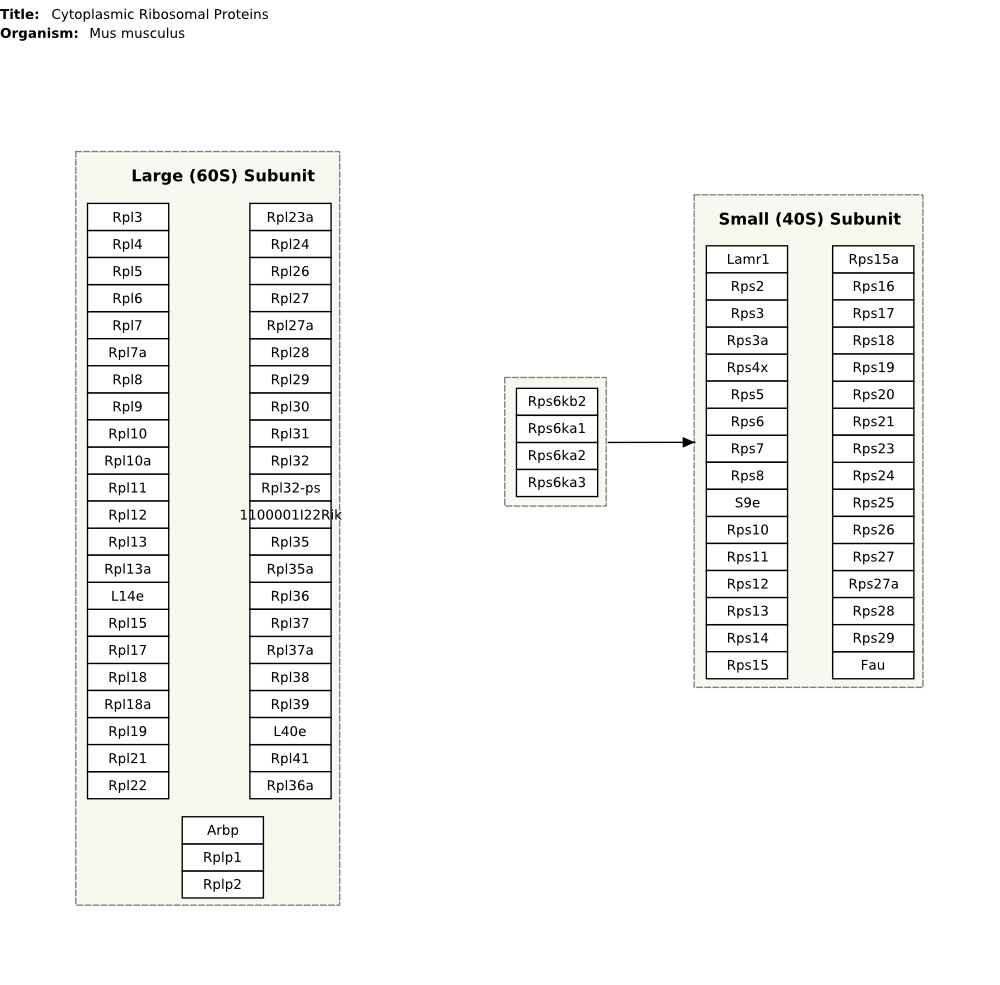 Title: Cytoplasmic Ribosomal Proteins
Organism: Mus musculus
Large (60S) Subunit
Rpl3
Rpl4
Rpl5
Rpl6
Rpl7
Rpl7a
Rpl8
Rpl9
Rpl10
Rpl10a
Rpl11
Rpl12
Rpl13
Rpl13a
L14e
Rpl15
Rpl17
Rpl18
Rpl18a
Rpl19
Rpl21
Rpl22
Rpl23a
Rpl24
Rpl26
Rpl27
Rpl27a
Rpl28
Rpl29
Rpl30
Rpl31
Rpl32
Rpl32-ps
1100001I22Rik
Rpl35
Rpl35a
Rpl36
Rpl37
Rpl37a
Rpl38
Rpl39
L40e
Rpl41
Rpl36a
Arbp
Rplp1
Rplp2
Rps6kb2
Rps6ka1
Rps6ka2
Rps6ka3
Small (40S) Subunit
Lamr1
Rps2
Rps3
Rps3a
Rps4x
Rps5
Rps6
Rps7
Rps8
S9e
Rps10
Rps11
Rps12
Rps13
Rps14
Rps15
Rps15a
Rps16
Rps17
Rps18
Rps19
Rps20
Rps21
Rps23
Rps24
Rps25
Rps26
Rps27
Rps27a
Rps28
Rps29
Fau